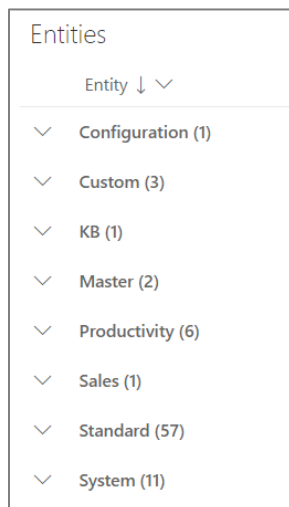 Entities
Entity ↓
Configuration (1)
Custom (3)
KB (1)
Master (2)
Productivity (6)
Sales (1)
Standard (57)
System (11)